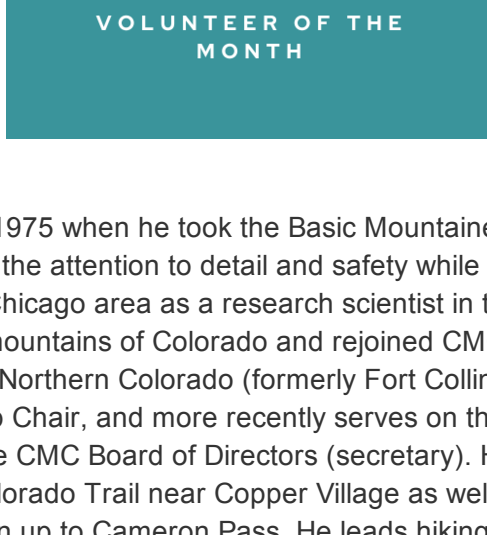 VOLUNTEER OF THE
MONTH
1975 when he took the Basic Mountaine
the attention to detail and safety while
Chicago area as a research scientist in t
mountains of Colorado and rejoined CM
Northern Colorado (formerly Fort Collin
o Chair, and more recently serves on th
e CMC Board of Directors (secretary). H
lorado Trail near Copper Village as well
n up to Cameron Pass. He leads hiking